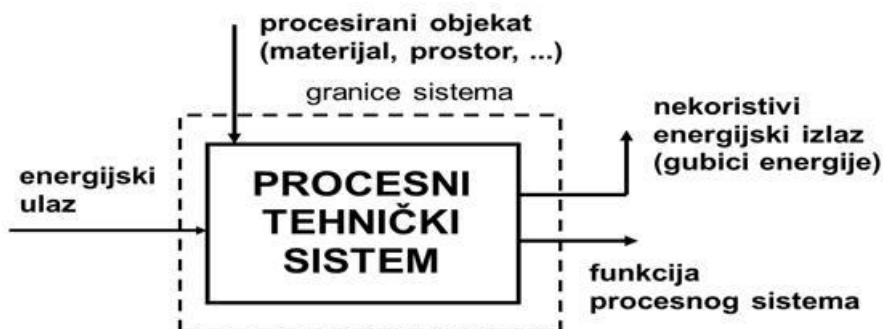 procesirani objekat
(materijal, prostor, ...)
granice sistema
nekoristivi
energijski izlaz
(gubici energije)
energijski
ulaz
PROCESNI
TEHNIČKI
SISTEM
funkcija
procesnog sistema